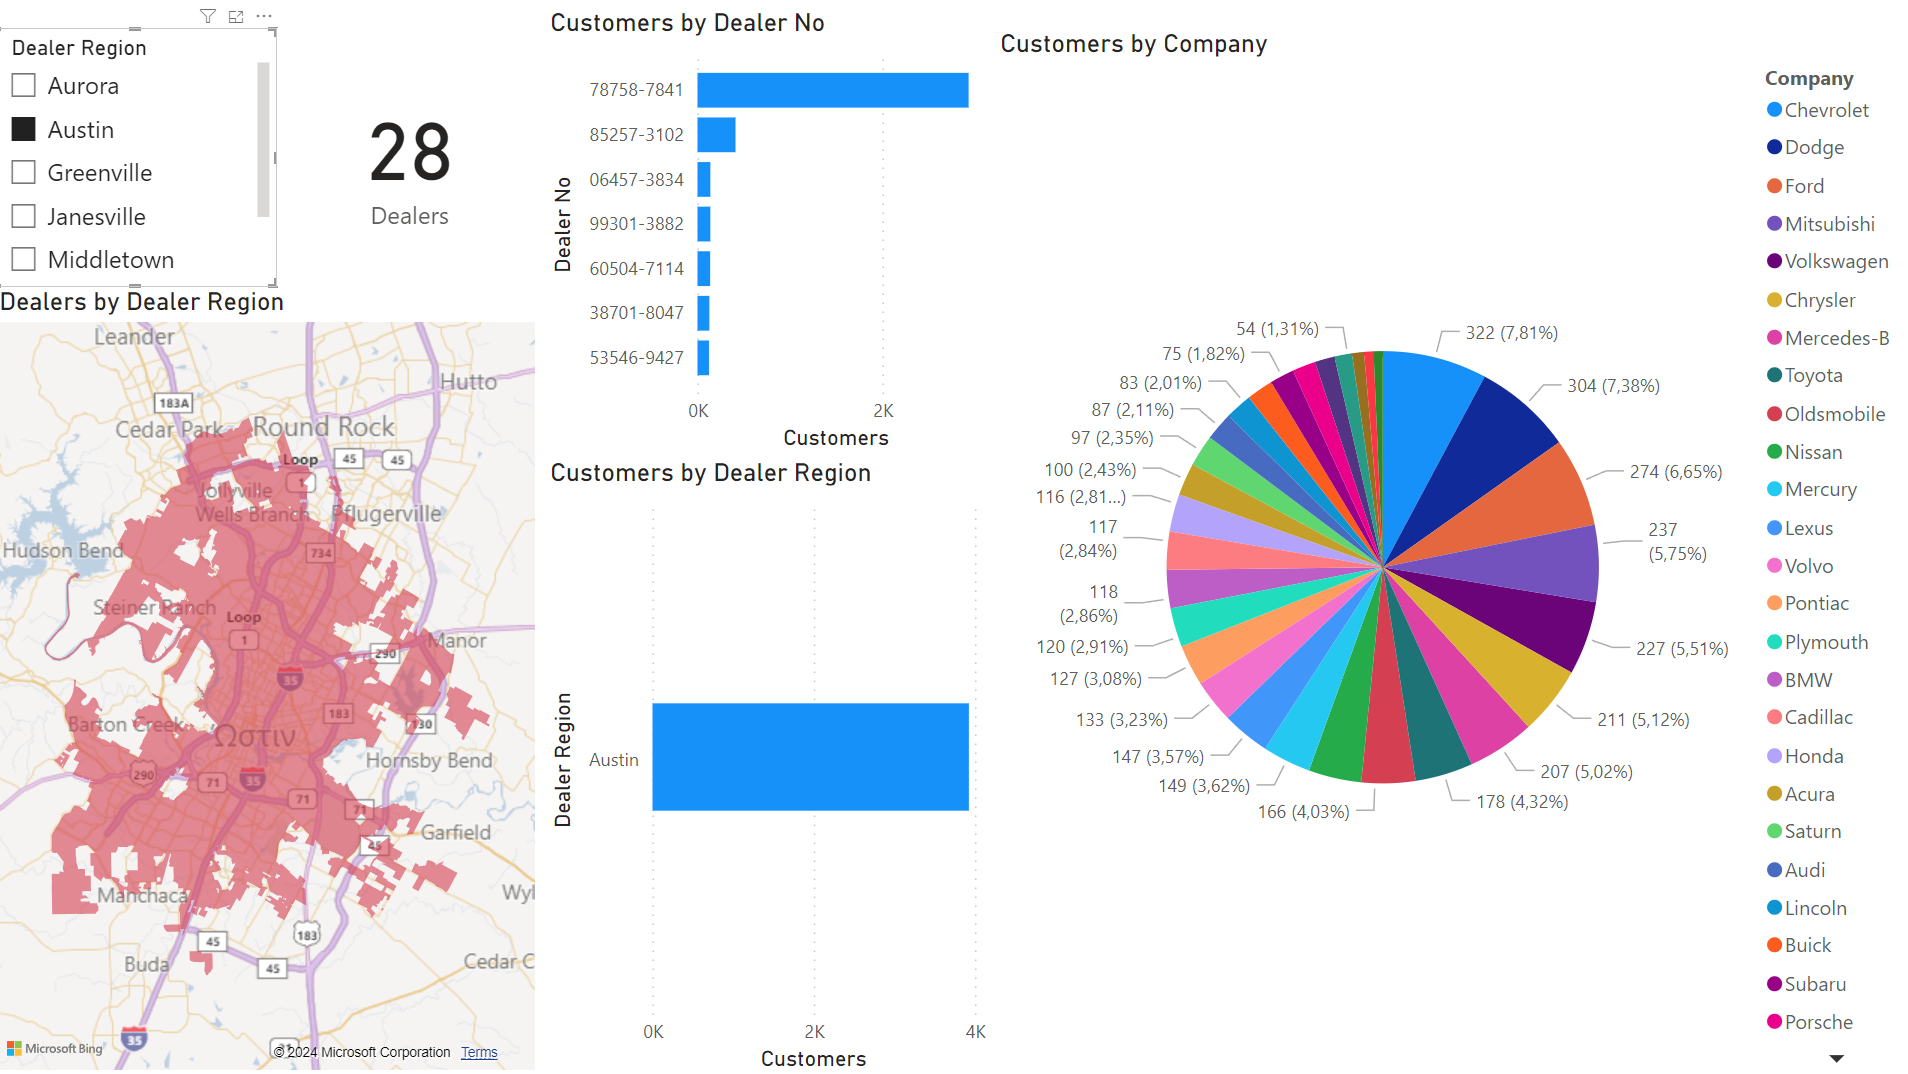 Dealer Region
Aurora
Austin
Greenville
Janesville
Middletown
28
Dealers
Dealers by Dealer Region
Leander
Hutto
183A
Cedar Park
Round Rock
Loop
45
45
1
Jollyville
Wells Branch
Pflugerville
Hudson Bend
734
Steiner Ranch
Loop
1
Manor
290
35
183
130
Barton Creek
Ωστιν
Hornsby Bend
290
71
35
71
71
45
Garfield
Manchaca
183
45
45
Buda
Cedar C
35
Microsoft Bing
© 2024 Microsoft Corporation
Terms
Customers by Dealer No
Dealer No
78758-7841
85257-3102
06457-3834
99301-3882
60504-7114
38701-8047
53546-9427
0K
2K
Customers
Customers by Dealer Region
Dealer Region
Austin
0K
2K
4K
Customers
Customers by Company
322 (7,81%)
304 (7,38%)
274 (6,65%)
237
(5,75%)
227 (5,51%)
211 (5,12%)
207 (5,02%)
178 (4,32%)
166 (4,03%)
149 (3,62%)
147 (3,57%)
133 (3,23%)
127 (3,08%)
120 (2,91%)
118
(2,86%)
117
(2,84%)
116 (2,81...)
100 (2,43%)
97 (2,35%)
87 (2,11%)
83 (2,01%)
75 (1,82%)
54 (1,31%)
Company
Chevrolet
Dodge
Ford
Mitsubishi
Volkswagen
Chrysler
Mercedes-B
Toyota
Oldsmobile
Nissan
Mercury
Lexus
Volvo
Pontiac
Plymouth
BMW
Cadillac
Honda
Acura
Saturn
Audi
Lincoln
Buick
Subaru
Porsche